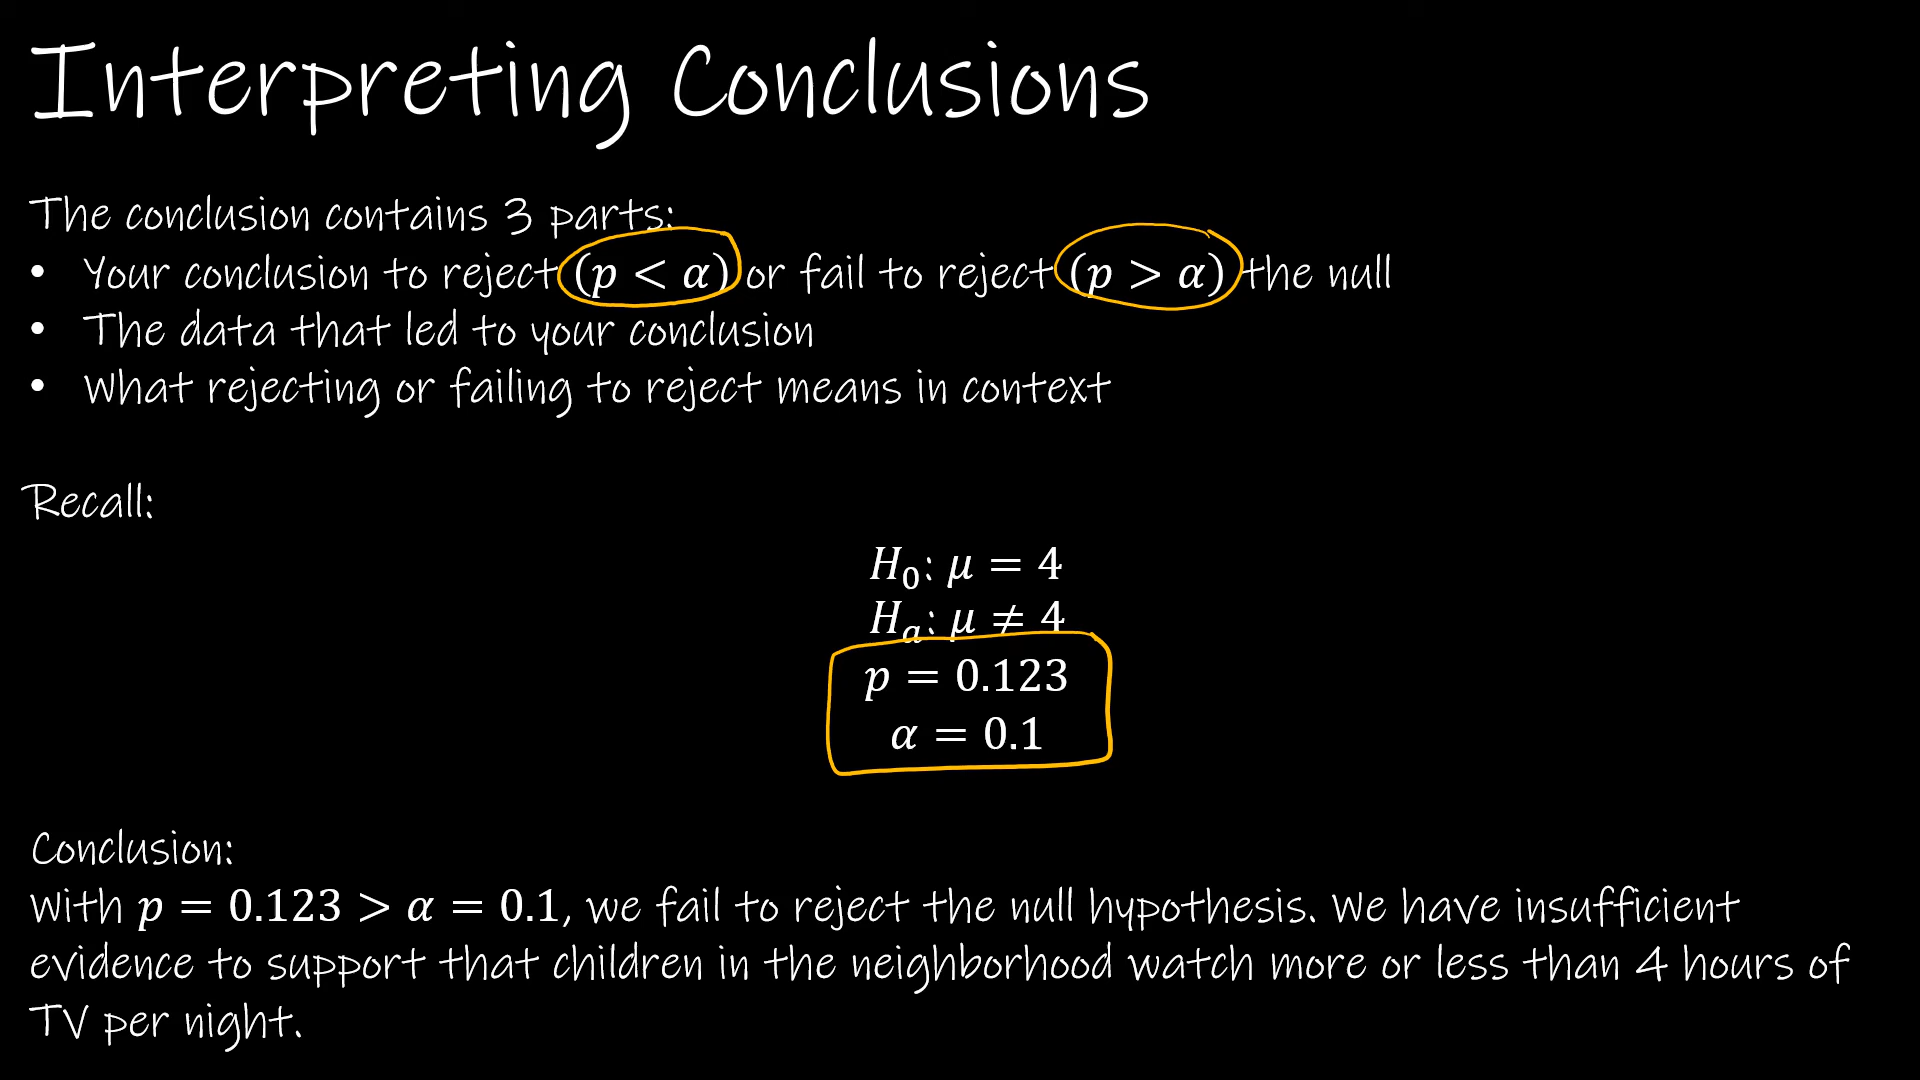 Interpreting Conclusions
The conclusion contains 3 parts:
• Your conclusion to reject (p < α) or fail to reject (p > α) the null
• The data that led to your conclusion
• What rejecting or failing to reject means in context
Recall:
H₀: μ = 4
Hₐ: μ ≠ 4
p = 0.123
α = 0.1
Conclusion:
With p = 0.123 > α = 0.1, we fail to reject the null hypothesis. We have insufficient
evidence to support that children in the neighborhood watch more or less than 4 hours of
TV per night.